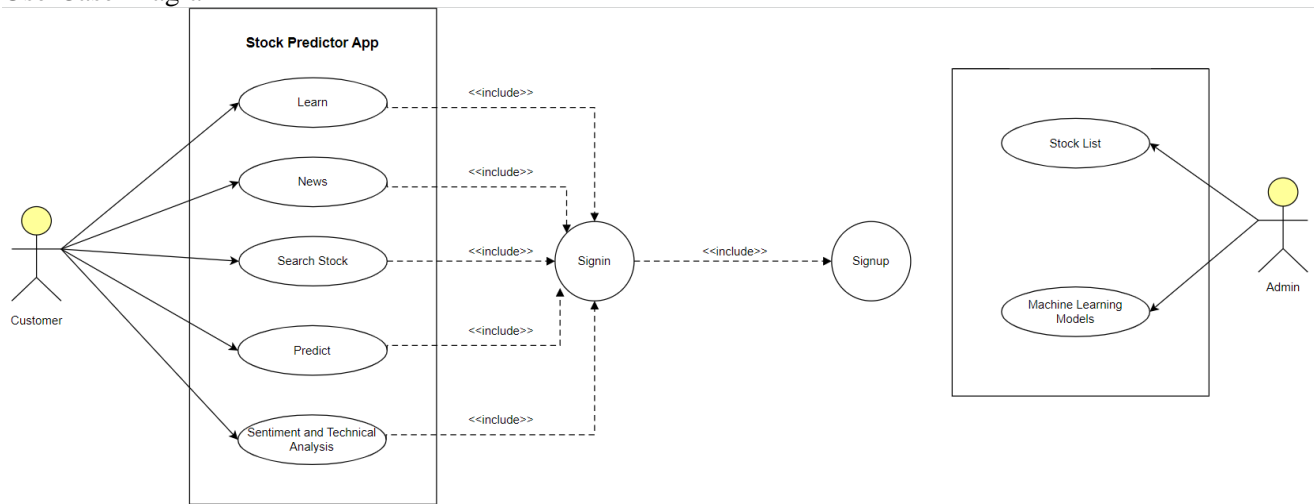 Stock Predictor App
Learn
<<include>>
News
<<include>>
Search Stock
<<include>>
Signin
<<include>>
Signup
Predict
<<include>>
Sentiment and Technical
Analysis
<<include>>
Customer
Stock List
Machine Learning
Models
Admin